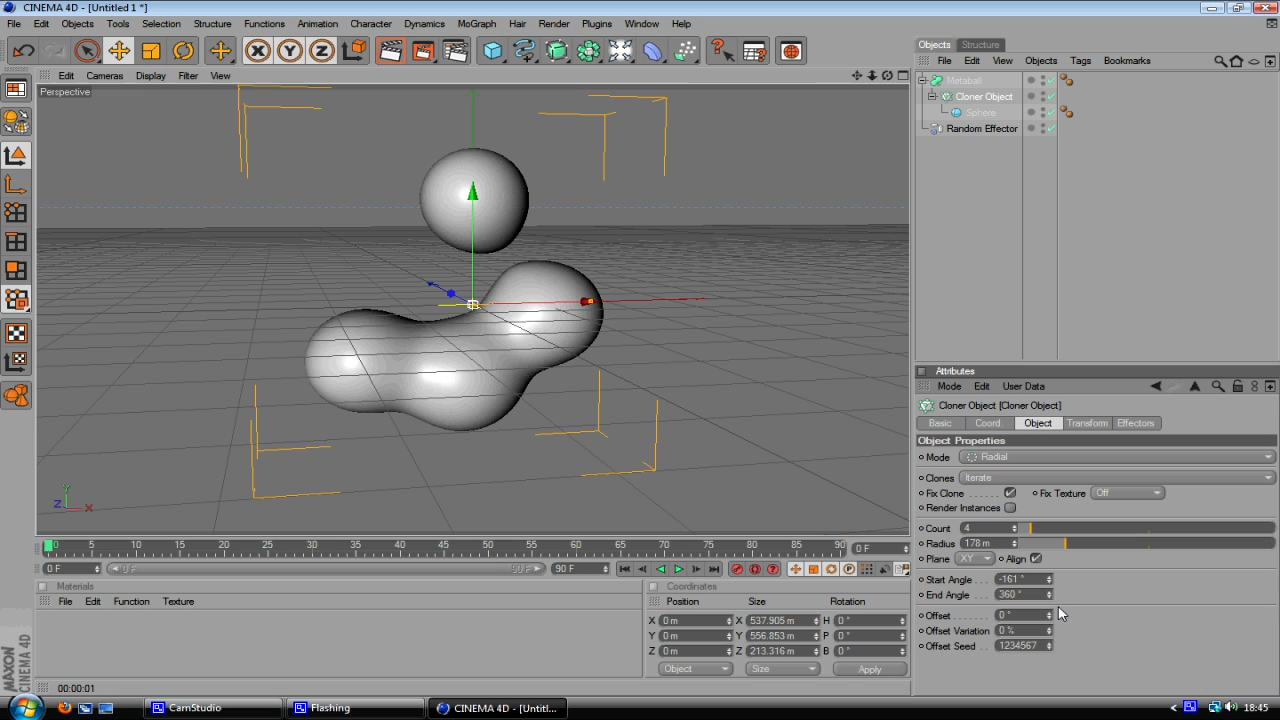 CINEMA 4D - [Untitled 1 *]
File Edit Objects Tools Selection Structure Functions Animation Character Dynamics MoGraph Hair Render Plugins Window Help
Objects Structure
File Edit View Objects Tags Bookmarks
Edit Cameras Display Filter View
Perspective
Metaball
Cloner Object
Sphere
Random Effector
Attributes
Mode Edit User Data
Cloner Object [Cloner Object]
Basic Coord. Object Transform Effectors
Object Properties
Mode Radial
Clones Iterate
Fix Clone Fix Texture Off
Render Instances
Count 4
Radius 178 m
Plane XY Align
Start Angle -161 °
End Angle 360 °
Offset 0 °
Offset Variation 0 %
Offset Seed 1234567
Y
Z X
0 5 10 15 20 25 30 35 40 45 50 55 60 65 70 75 80 85 90 0 F
0 F 0 F 90 F 90 F
Materials
File Edit Function Texture
Coordinates
Position Size Rotation
X 0 m X 537.905 m H 0 °
Y 0 m Y 556.853 m P 0 °
Z 0 m Z 213.316 m B 0 °
Object Size Apply
MAXON
CINEMA 4D
00:00:01
CamStudio Flashing CINEMA 4D - [Untitl... 18:45